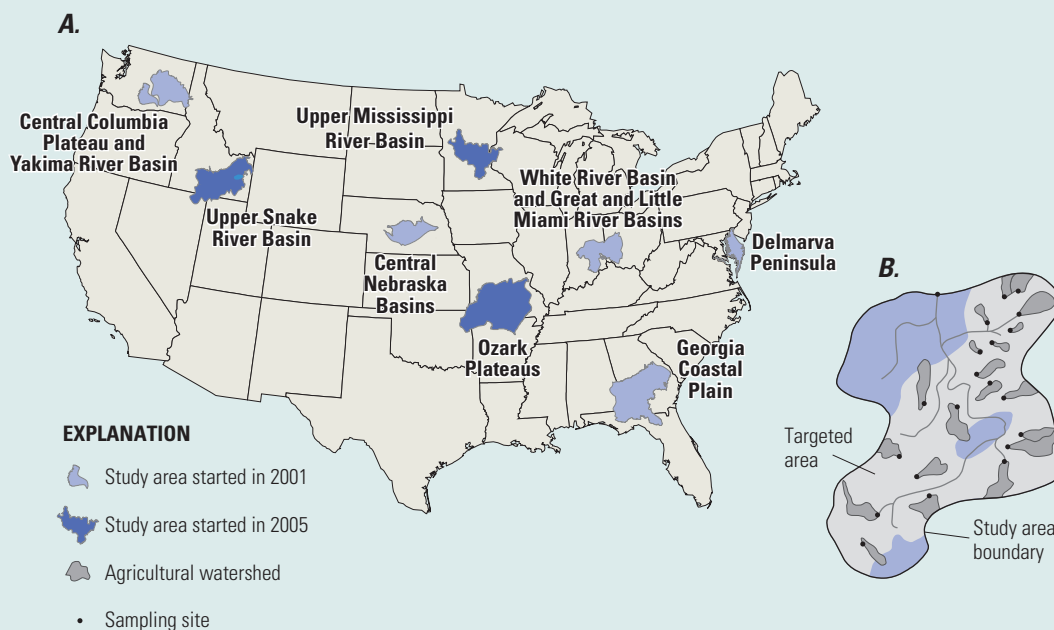 A.
Central Columbia
Plateau and
Yakima River Basin
Upper Mississippi
River Basin
White River Basin
and Great and Little
Miami River Basins
Upper Snake
River Basin
Central
Nebraska
Basins
Delmarva
Peninsula
Ozark
Plateaus
Georgia
Coastal
Plain
B.
Targeted
area
Study area
boundary
EXPLANATION
Study area started in 2001
Study area started in 2005
Agricultural watershed
Sampling site